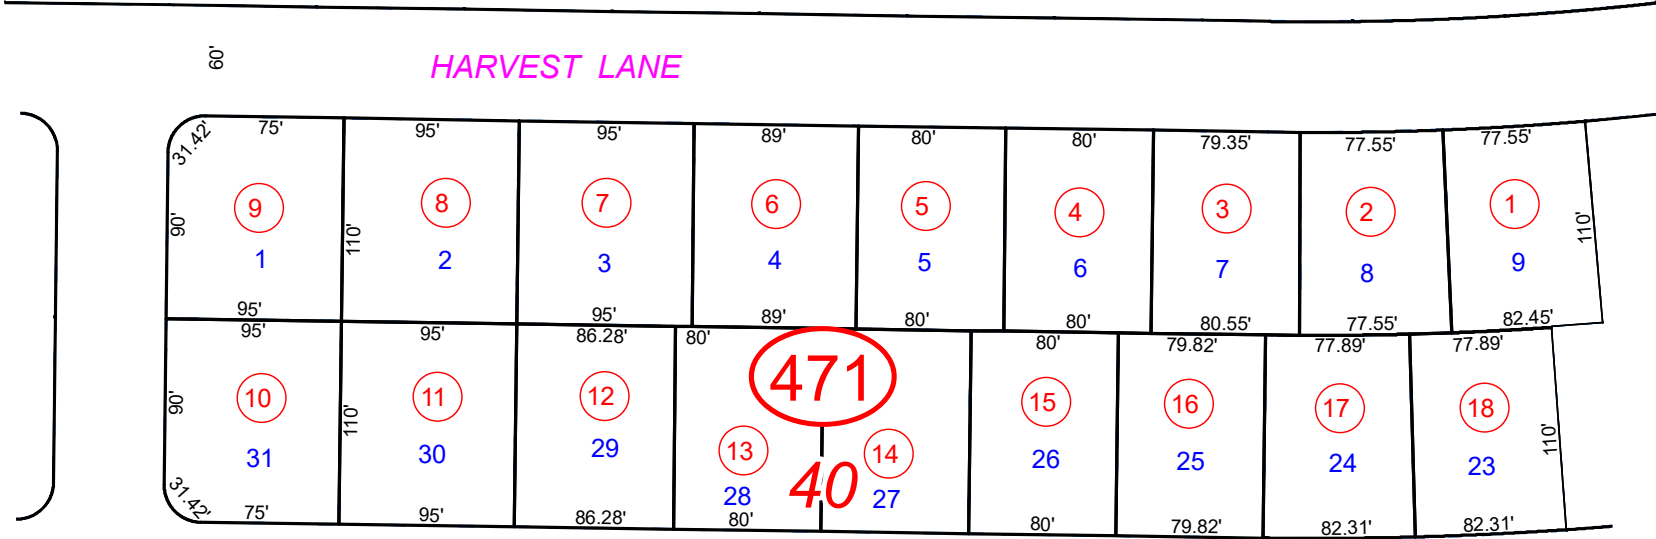 60'
HARVEST LANE
31.42' 75' 95' 95' 89' 80' 80' 79.35' 77.55' 77.55'
9 8 7 6 5 4 3 2 1
90' 110' 110'
1 2 3 4 5 6 7 8 9
95' 95' 89' 80' 80' 80.55' 77.55' 82.45'
95' 95' 86.28' 80' 80' 79.82' 77.89' 77.89'
471
10 11 12 15 16 17 18
90' 110' 110'
13 14
31 30 29 26 25 24 23
40
28 27
31.42' 75' 95' 86.28' 80' 80' 79.82' 82.31' 82.31'